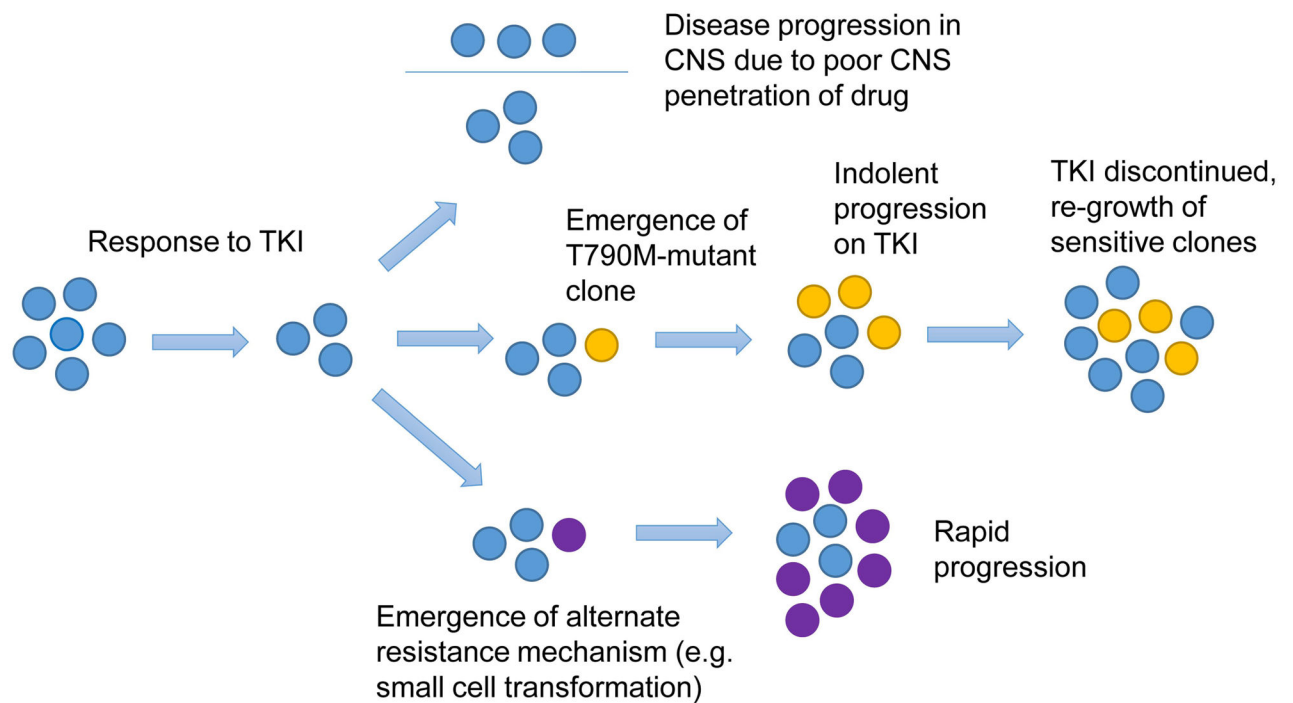 Disease progression in
CNS due to poor CNS
penetration of drug
Response to TKI
Emergence of
T790M-mutant
clone
Indolent
progression
on TKI
TKI discontinued,
re-growth of
sensitive clones
Emergence of alternate
resistance mechanism (e.g.
small cell transformation)
Rapid
progression